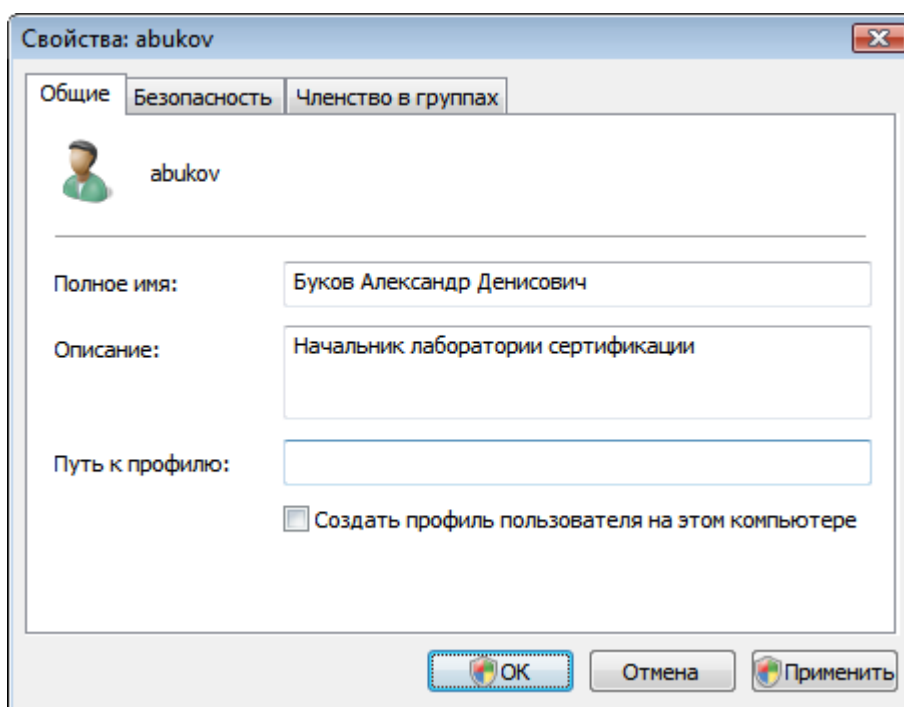 Свойства: abukov
Общие Безопасность Членство в группах
abukov
Полное имя: Буков Александр Денисович
Описание: Начальник лаборатории сертификации
Путь к профилю:
Создать профиль пользователя на этом компьютере
OK Отмена Применить